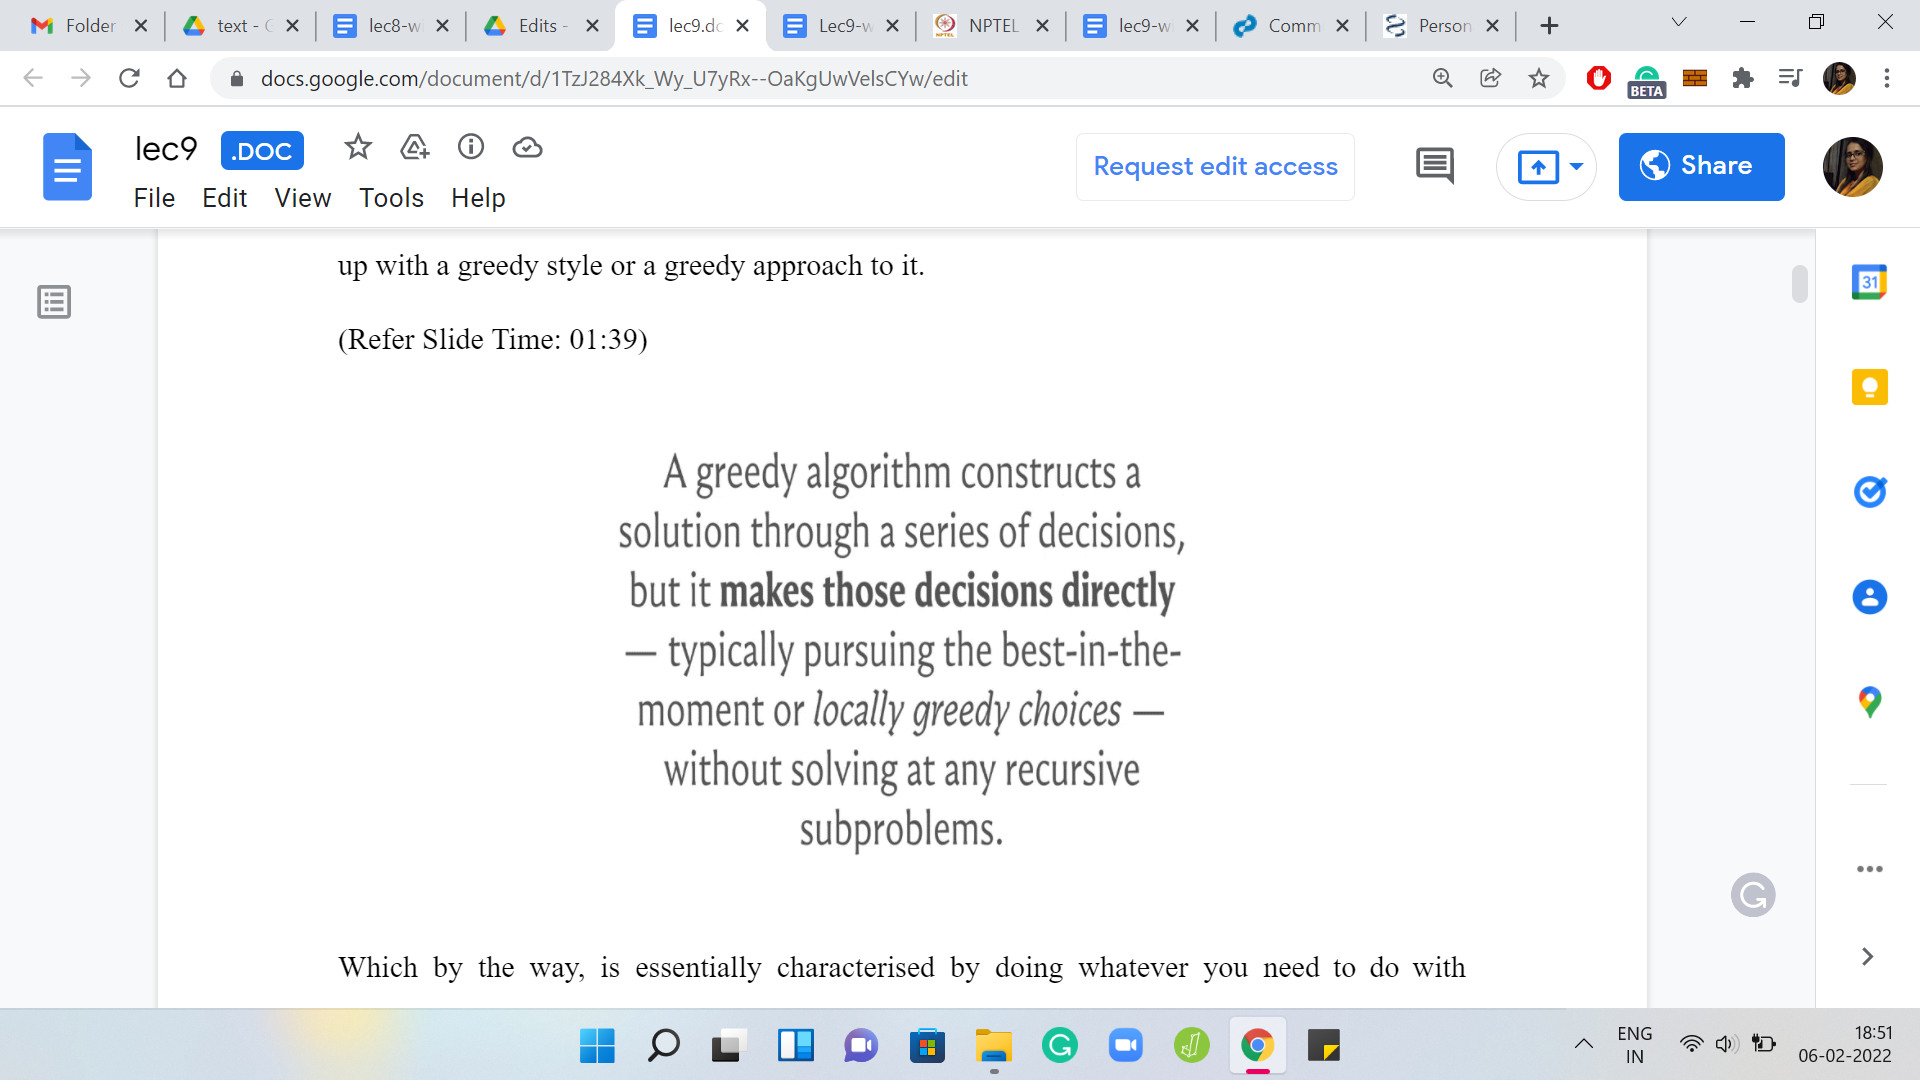 Folder
text - G
lec8-w
Edits -
lec9.dc
Lec9-w
NPTEL
lec9-w
Comm
Person
docs.google.com/document/d/1TzJ284Xk_Wy_U7yRx--OaKgUwVelsCYw/edit
BETA
lec9
.DOC
File Edit View Tools Help
Request edit access
Share
31
up with a greedy style or a greedy approach to it.
(Refer Slide Time: 01:39)
A greedy algorithm constructs a
solution through a series of decisions,
but it makes those decisions directly
— typically pursuing the best-in-the-
moment or locally greedy choices —
without solving at any recursive
subproblems.
Which by the way, is essentially characterised by doing whatever you need to do with
ENG
IN
18:51
06-02-2022